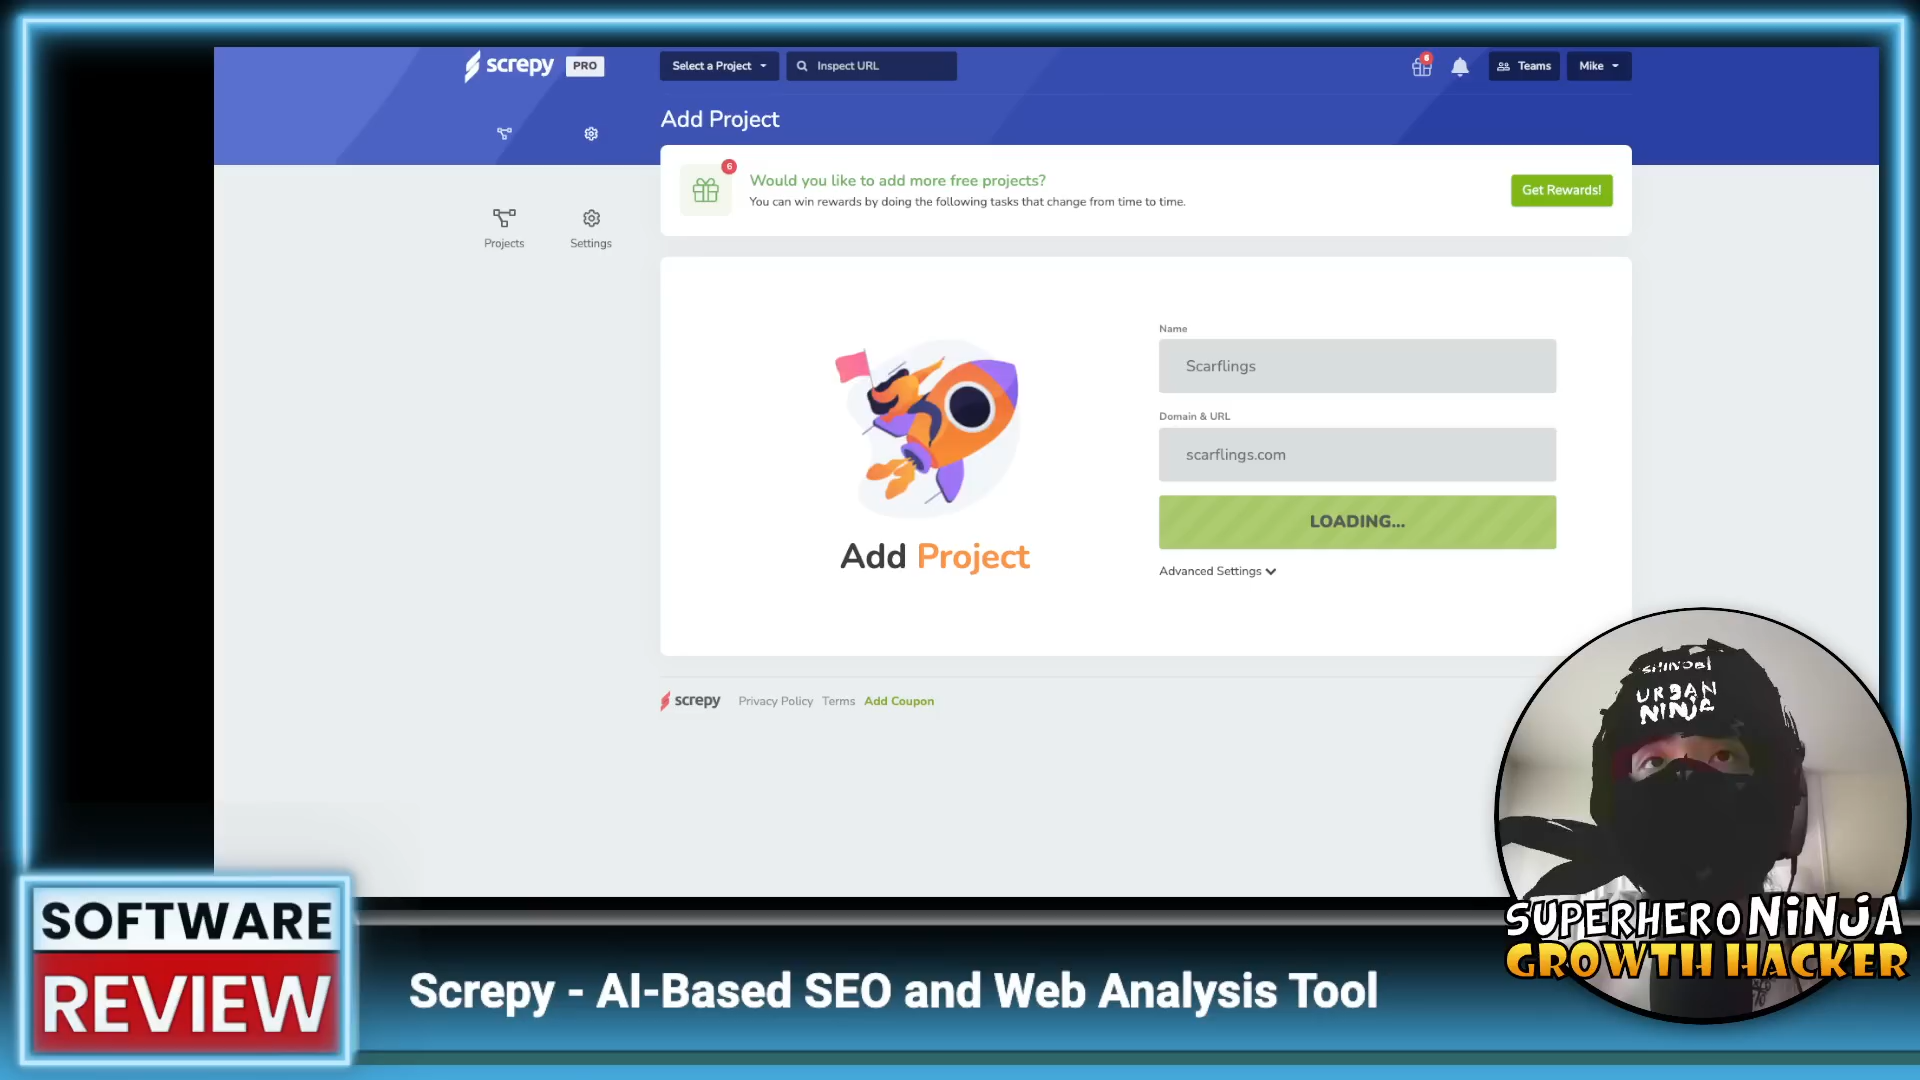 screpy PRO
Select a Project
Inspect URL
6
Teams
Mike
Add Project
6
Would you like to add more free projects?
You can win rewards by doing the following tasks that change from time to time.
Get Rewards!
Projects
Settings
Name
Scarflings
Domain & URL
scarflings.com
LOADING...
Advanced Settings
Add Project
screpy Privacy Policy Terms Add Coupon
SHINOBI
URBAN
NINJA
SUPERHERO NINJA
GROWTH HACKER
SOFTWARE
REVIEW
Screpy - AI-Based SEO and Web Analysis Tool